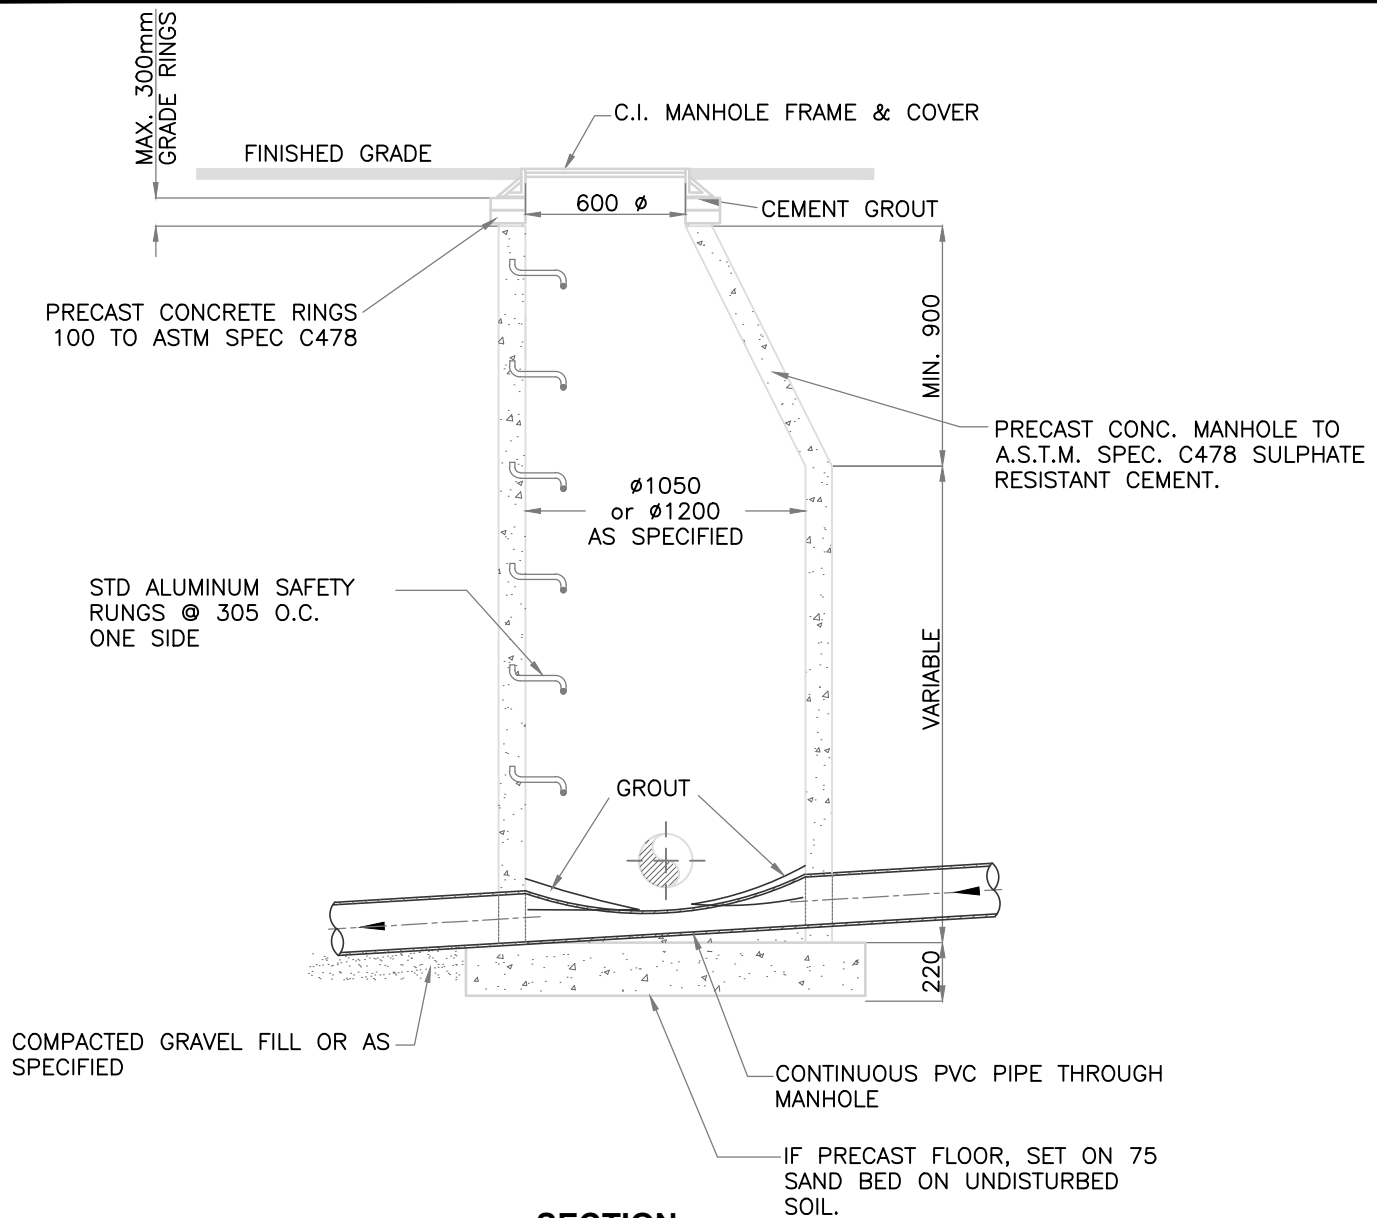 MAX. 300mm
GRADE RINGS
C.I. MANHOLE FRAME & COVER
FINISHED GRADE
600 ø
CEMENT GROUT
PRECAST CONCRETE RINGS
100 TO ASTM SPEC C478
MIN. 900
PRECAST CONC. MANHOLE TO
A.S.T.M. SPEC. C478 SULPHATE
RESISTANT CEMENT.
ø1050
or ø1200
AS SPECIFIED
STD ALUMINUM SAFETY
RUNGS @ 305 O.C.
ONE SIDE
VARIABLE
GROUT
220
COMPACTED GRAVEL FILL OR AS
SPECIFIED
CONTINUOUS PVC PIPE THROUGH
MANHOLE
IF PRECAST FLOOR, SET ON 75
SAND BED ON UNDISTURBED
SOIL.
SECTION